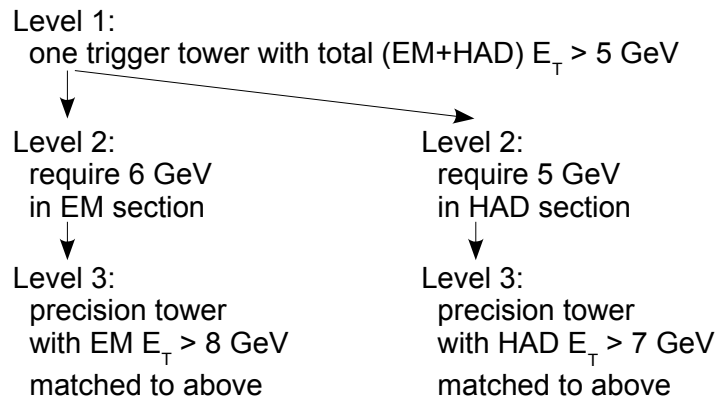 Level 1:
one trigger tower with total (EM+HAD) E_T > 5 GeV
Level 2:
require 6 GeV
in EM section
Level 2:
require 5 GeV
in HAD section
Level 3:
precision tower
with EM E_T > 8 GeV
matched to above
Level 3:
precision tower
with HAD E_T > 7 GeV
matched to above